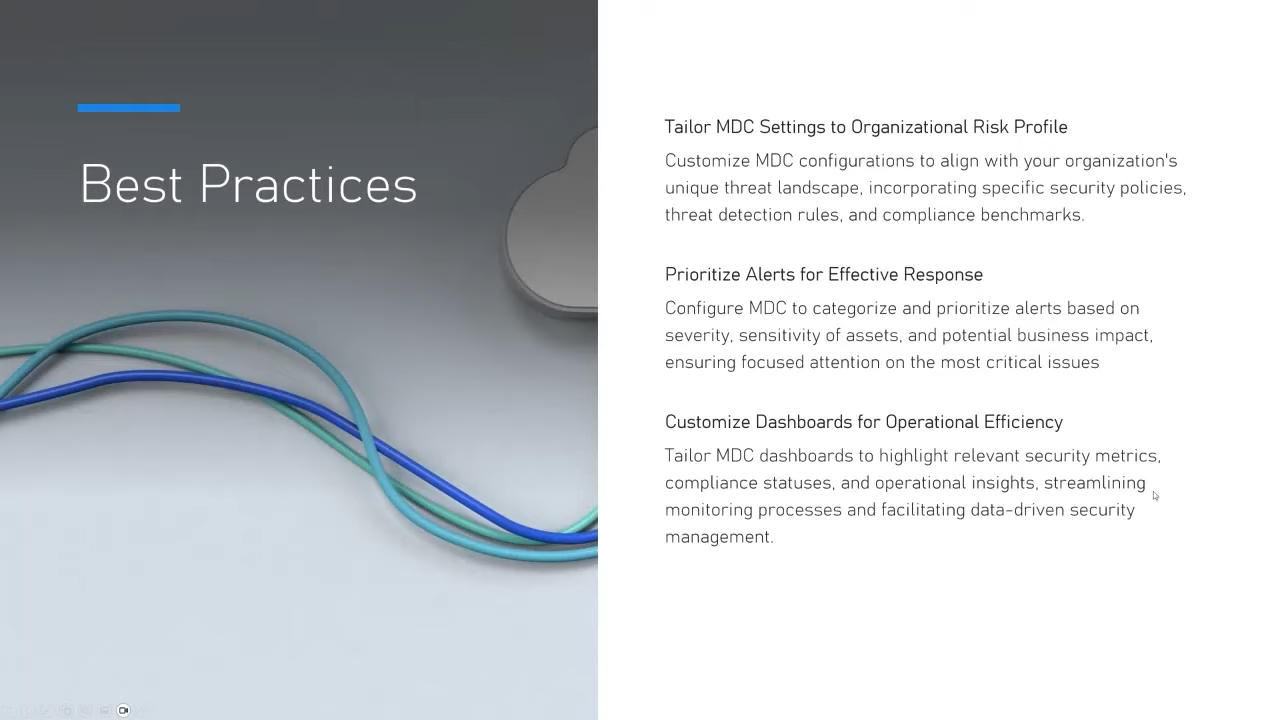 Best Practices
Tailor MDC Settings to Organizational Risk Profile
Customize MDC configurations to align with your organization's
unique threat landscape, incorporating specific security policies,
threat detection rules, and compliance benchmarks.
Prioritize Alerts for Effective Response
Configure MDC to categorize and prioritize alerts based on
severity, sensitivity of assets, and potential business impact,
ensuring focused attention on the most critical issues
Customize Dashboards for Operational Efficiency
Tailor MDC dashboards to highlight relevant security metrics,
compliance statuses, and operational insights, streamlining
monitoring processes and facilitating data-driven security
management.